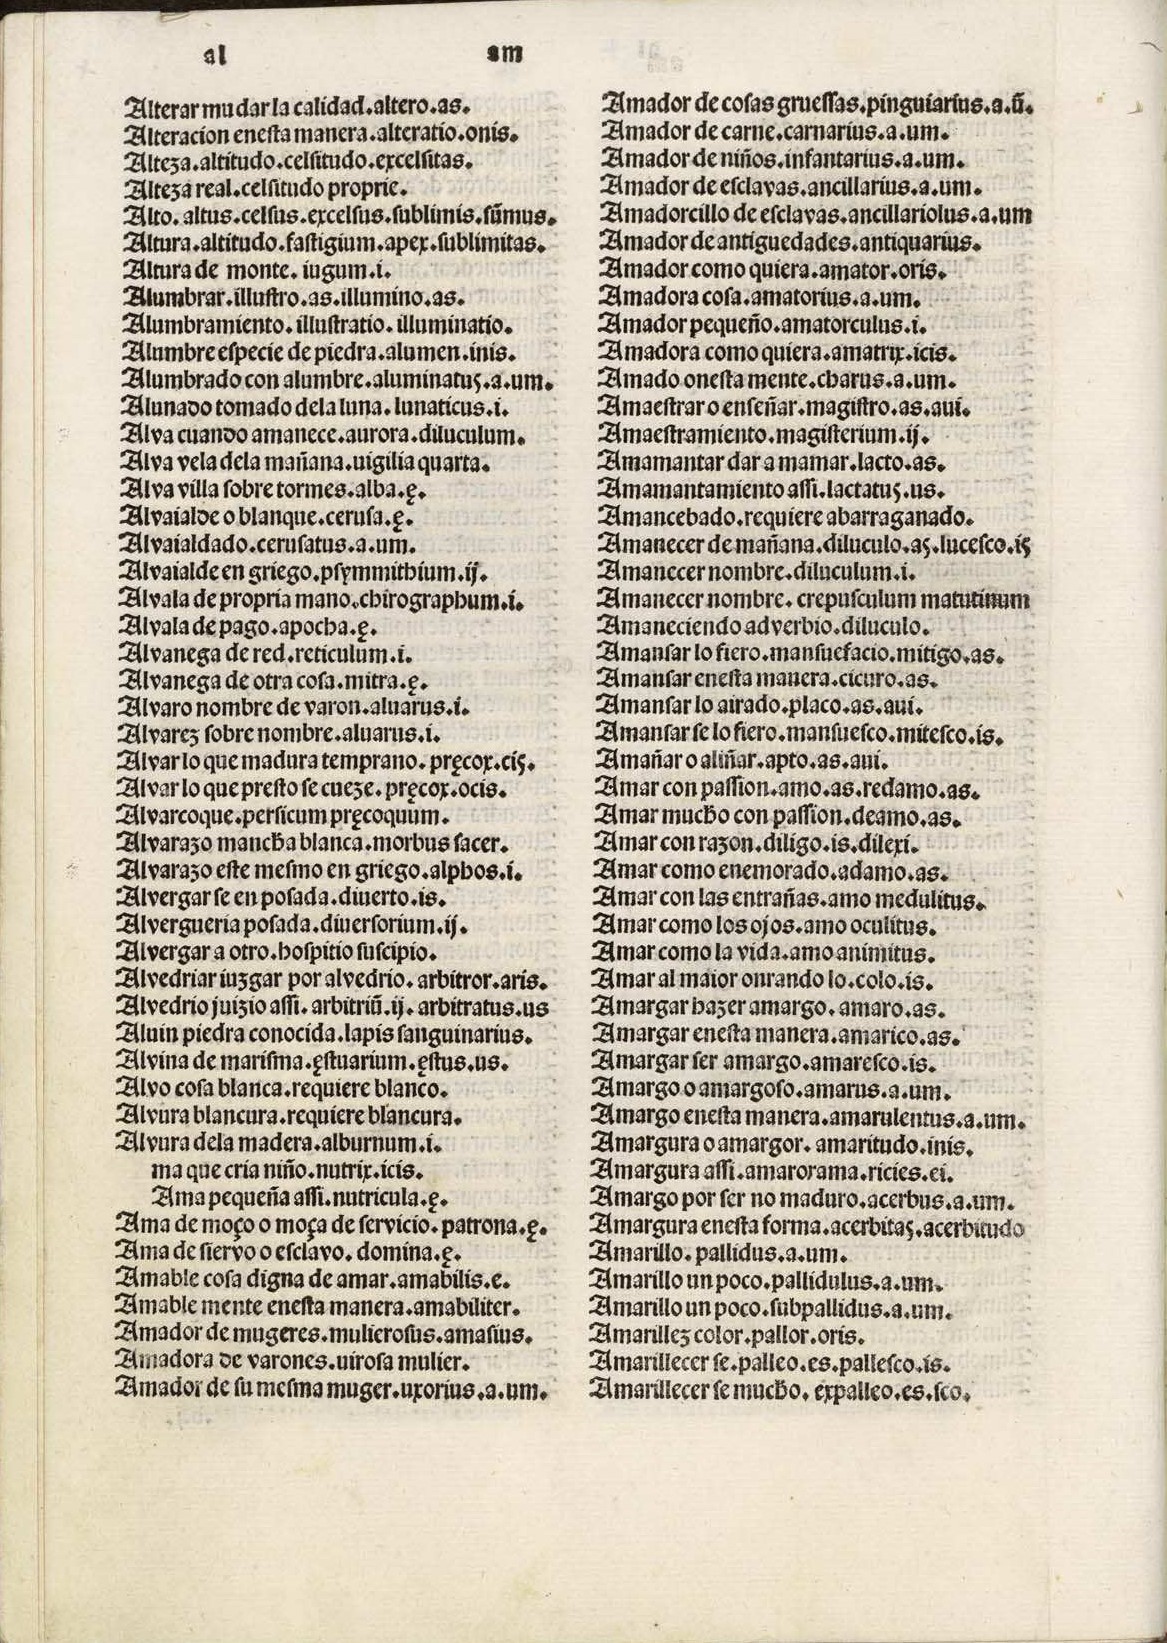 al
am
Alterar mudar la calidad.altero.as.
Alteracion enesta manera.alteratio.onis.
Alteza.altitudo.celsitudo.excelsitas.
Alteza real.celsitudo proprie.
Alto.altus.celsus.excelsus.sublimis.sũmus.
Altura.altitudo.fastigium.apex.sublimitas.
Altura de monte.iugum.i.
Alumbrar.illustro.as.illumino.as.
Alumbramiento.illustratio.illuminatio.
Alumbre especie de piedra.alumen.inis.
Alumbrado con alumbre.aluminatus.a.um.
Alunado tomado dela luna.lunaticus.i.
Alva cuando amanece.aurora.diluculum.
Alva vela dela mañana.uigilia quarta.
Alva villa sobre tormes.alba.ę.
Alvaialde o blanque.cerusa.ę.
Alvaialdado.cerusatus.a.um.
Alvaialde en griego.psymmithium.ij.
Alvala de propria mano.chirographum.i.
Alvala de pago.apocha.ę.
Alvanega de red.reticulum.i.
Alvanega de otra cosa.mitra.ę.
Alvaro nombre de varon.aluarus.i.
Alvarez sobre nombre.aluarus.i.
Alvar lo que madura temprano.pręcox.cis.
Alvar lo que presto se cueze.pręcox.ocis.
Alvarcoque.persicum pręcoquum.
Alvarazo mancha blanca.morbus sacer.
Alvarazo este mesmo en griego.alphos.i.
Alvergar se en posada.diuerto.is.
Alvergueria posada.diuersorium.ij.
Alvergar a otro.hospitio suscipio.
Alvedriar iuzgar por alvedrio.arbitror.aris.
Alvedrio juizio assi.arbitriũ.ij.arbitratus.us
Aluin piedra conocida.lapis sanguinarius.
Alvina de marisma.ęstuarium.ęstus.us.
Alvo cosa blanca.requiere blanco.
Alvura blancura.requiere blancura.
Alvura dela madera.alburnum.i.
ma que cria niño.nutrix.icis.
Ama pequeña assi.nutricula.ę.
Ama de moço o moça de servicio.patrona.ę.
Ama de siervo o esclavo.domina.ę.
Amable cosa digna de amar.amabilis.e.
Amable mente enesta manera.amabiliter.
Amador de mugeres.mulierosus.amasius.
Amadora de varones.uirosa mulier.
Amador de su mesma muger.uxorius.a.um.
Amador de cosas gruessas.pinguiarius.a.ũ.
Amador de carne.carnarius.a.um.
Amador de niños.infantarius.a.um.
Amador de esclavas.ancillarius.a.um.
Amadorcillo de esclavas.ancillariolus.a.um
Amador de antiguedades.antiquarius.
Amador como quiera.amator.oris.
Amadora cosa.amatorius.a.um.
Amador pequeño.amatorculus.i.
Amadora como quiera.amatrix.icis.
Amado onesta mente.charus.a.um.
Amaestrar o enseñar.magistro.as.aui.
Amaestramiento.magisterium.ij.
Amamantar dar a mamar.lacto.as.
Amamantamiento assi.lactatus.us.
Amancebado.requiere abarraganado.
Amanecer de mañana.diluculo.as.lucesco.is
Amanecer nombre.diluculum.i.
Amanecer nombre.crepusculum matutinum
Amaneciendo adverbio.diluculo.
Amansar lo fiero.mansuefacio.mitigo.as.
Amansar enesta manera.cicuro.as.
Amansar lo airado.placo.as.aui.
Amansar se lo fiero.mansuesco.mitesco.is.
Amañar o aliñar.apto.as.aui.
Amar con passion.amo.as.redamo.as.
Amar mucho con passion.deamo.as.
Amar con razon.diligo.is.dilexi.
Amar como enemorado.adamo.as.
Amar con las entrañas.amo medulitus.
Amar como los ojos.amo oculitus.
Amar como la vida.amo animitus.
Amar al maior onrando lo.colo.is.
Amargar hazer amargo.amaro.as.
Amargar enesta manera.amarico.as.
Amargar ser amargo.amaresco.is.
Amargo o amargoso.amarus.a.um.
Amargo enesta manera.amarulentus.a.um.
Amargura o amargor.amaritudo.inis.
Amargura assi.amarorama.ricies.ei.
Amargo por ser no maduro.acerbus.a.um.
Amargura enesta forma.acerbitas.acerbitudo
Amarillo.pallidus.a.um.
Amarillo un poco.pallidulus.a.um.
Amarillo un poco.subpallidus.a.um.
Amarillez color.pallor.oris.
Amarillecer se.palleo.es.pallesco.is.
Amarillecer se mucho.expalleo.es.sco.